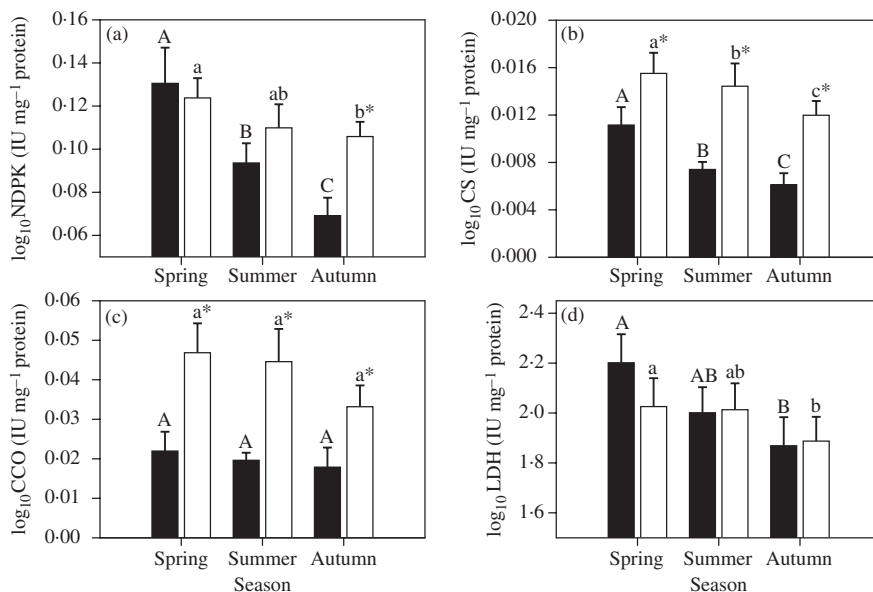 (a)
log₁₀NDPK (IU mg⁻¹ protein)
0·16
0·14
0·12
0·10
0·08
0·06
A
a
B
ab
C
b*
Spring Summer Autumn
(b)
log₁₀CS (IU mg⁻¹ protein)
0·020
0·016
0·012
0·008
0·004
0·000
A
a*
B
b*
C
c*
Spring Summer Autumn
(c)
log₁₀CCO (IU mg⁻¹ protein)
0·06
0·05
0·04
0·03
0·02
0·01
0·00
A
a*
A
a*
A
a*
Spring Summer Autumn
Season
(d)
log₁₀LDH (IU mg⁻¹ protein)
2·4
2·2
2·0
1·8
1·6
A
a
AB
ab
B
b
Spring Summer Autumn
Season